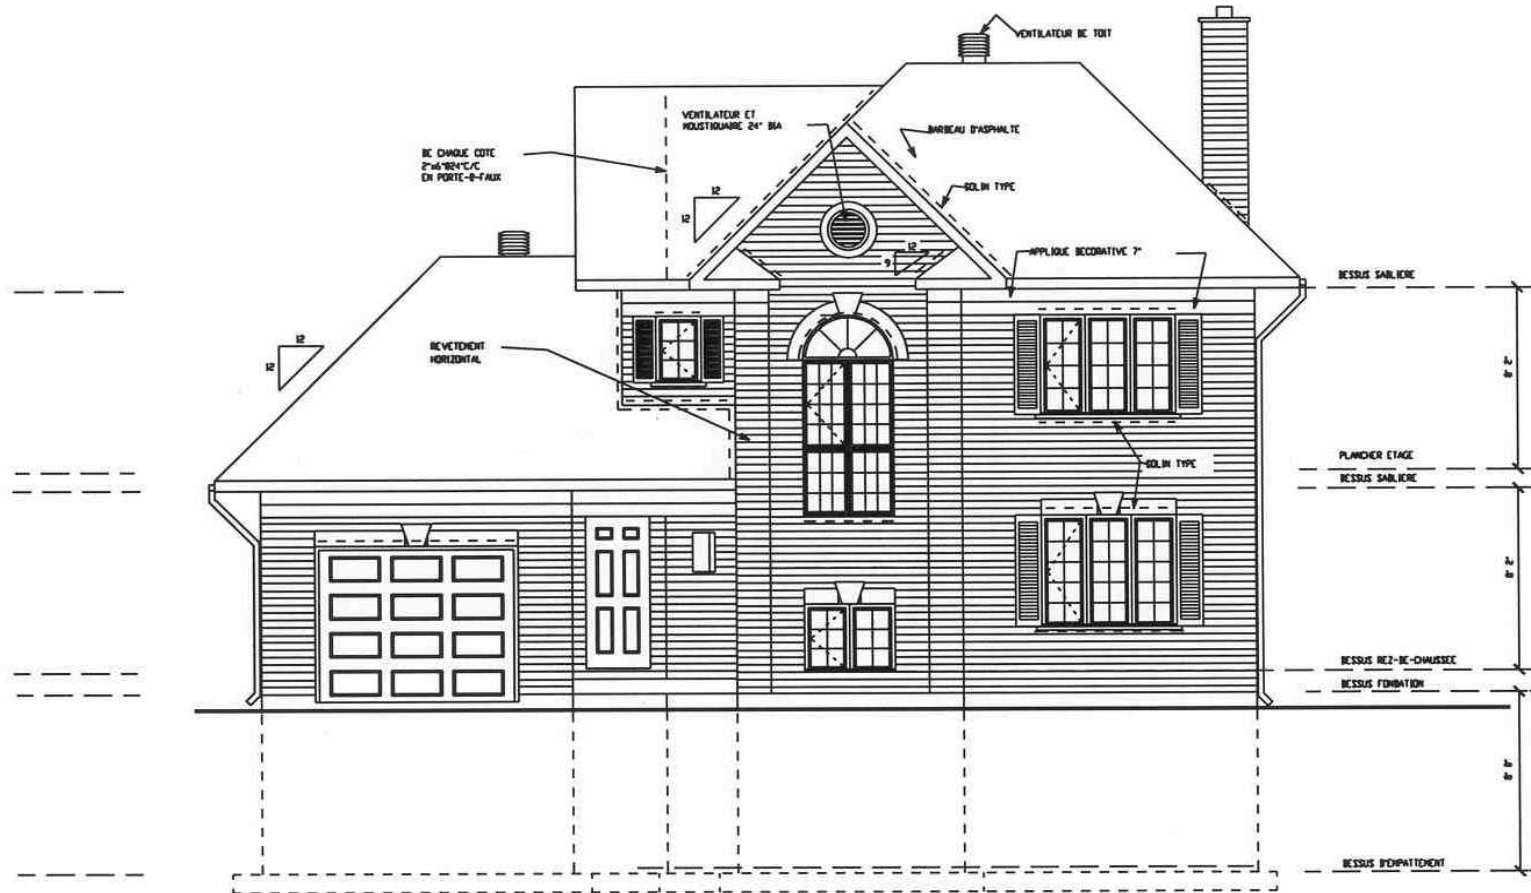 VENTILATEUR DE TOIT
VENTILATEUR ET
MOUSTIQUAIRE 24" DIA
BARDEAU D'ASPHALTE
DE CHAQUE COTE
2"x6"@24"C/C
EN PORTE-@-FAUX
SOLIN TYPE
12
12
12
9
APPLIQUE DECORATIVE 7"
DESSUS SABLIERE
12
12
REVETEMENT
HORIZONTAL
PLANCHER ETAGE
SOLIN TYPE
DESSUS SABLIERE
DESSUS REZ-DE-CHAUSSEE
DESSUS FONDATION
DESSUS D'EMPATTEMENT